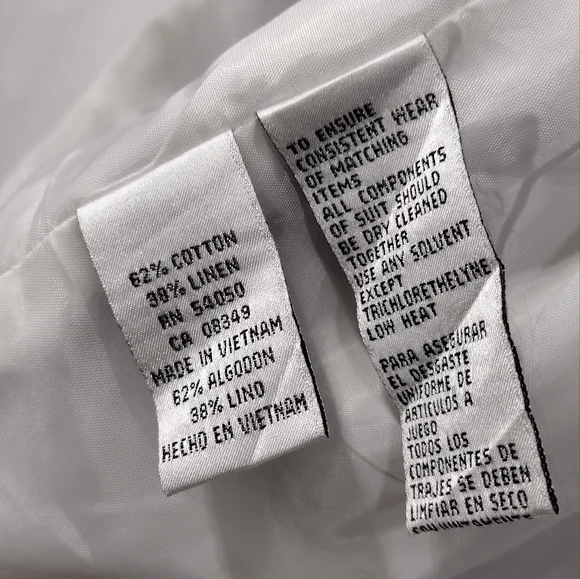 62% COTTON
38% LINEN
RN 54050
CA 08349
MADE IN VIETNAM
62% ALGODON
38% LINO
HECHO EN VIETNAM
TO ENSURE
CONSISTENT WEAR
OF MATCHING
ITEMS
ALL COMPONENTS
OF SUIT SHOULD
BE DRY CLEANED
TOGETHER
USE ANY SOLVENT
EXCEPT
TRICHLORETHELYNE
LOW HEAT
PARA ASEGURAR
EL DESGASTE
UNIFORME DE
ARTICULOS A
JUEGO
TODOS LOS
COMPONENTES DE
TRAJES SE DEBEN
LIMPIAR EN SECO